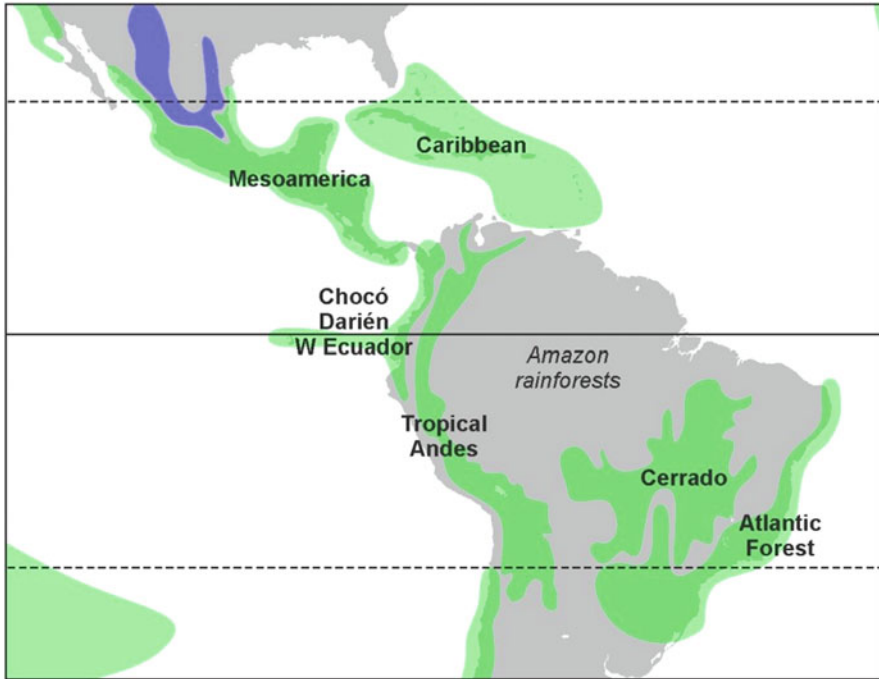 Caribbean
Mesoamerica
Chocó
Darién
W Ecuador
Amazon
rainforests
Tropical
Andes
Cerrado
Atlantic
Forest